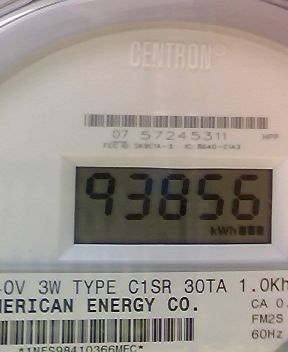 CENTRON®
07 57245311 HPP
93856
kWh
0V 3W TYPE C1SR 30TA 1.0Kh
MERICAN ENERGY CO. CA 0.
FM2S
60Hz